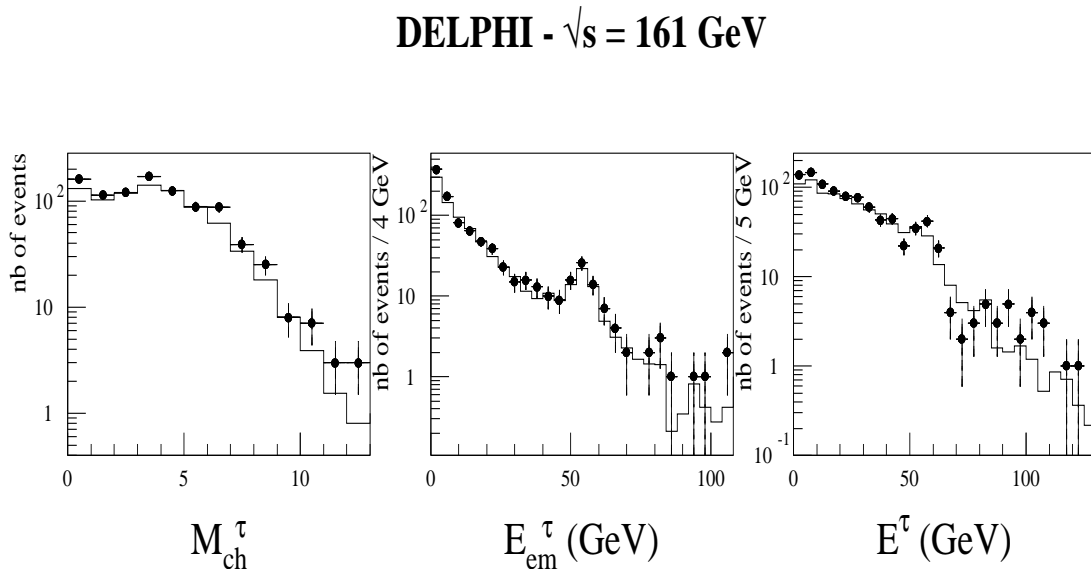 DELPHI - √s = 161 GeV
nb of events
10²
10
1
0 5 10
M_ch^τ
nb of events / 4 GeV
10²
10
1
0 50 100
E_em^τ (GeV)
nb of events / 5 GeV
10²
10
1
10⁻¹
0 50 100
E^τ (GeV)